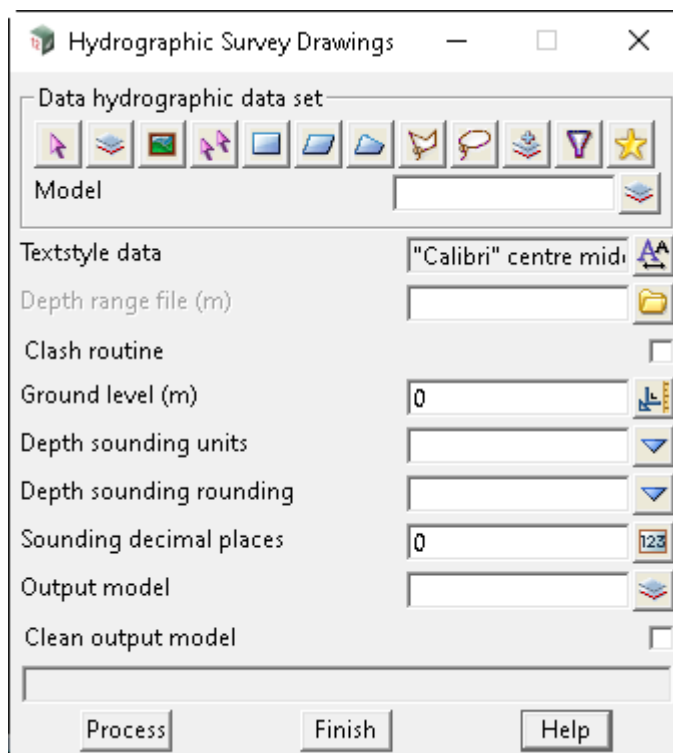 Hydrographic Survey Drawings
Data hydrographic data set
Model
Textstyle data "Calibri" centre mid
Depth range file (m)
Clash routine
Ground level (m) 0
Depth sounding units
Depth sounding rounding
Sounding decimal places 0 123
Output model
Clean output model
Process Finish Help